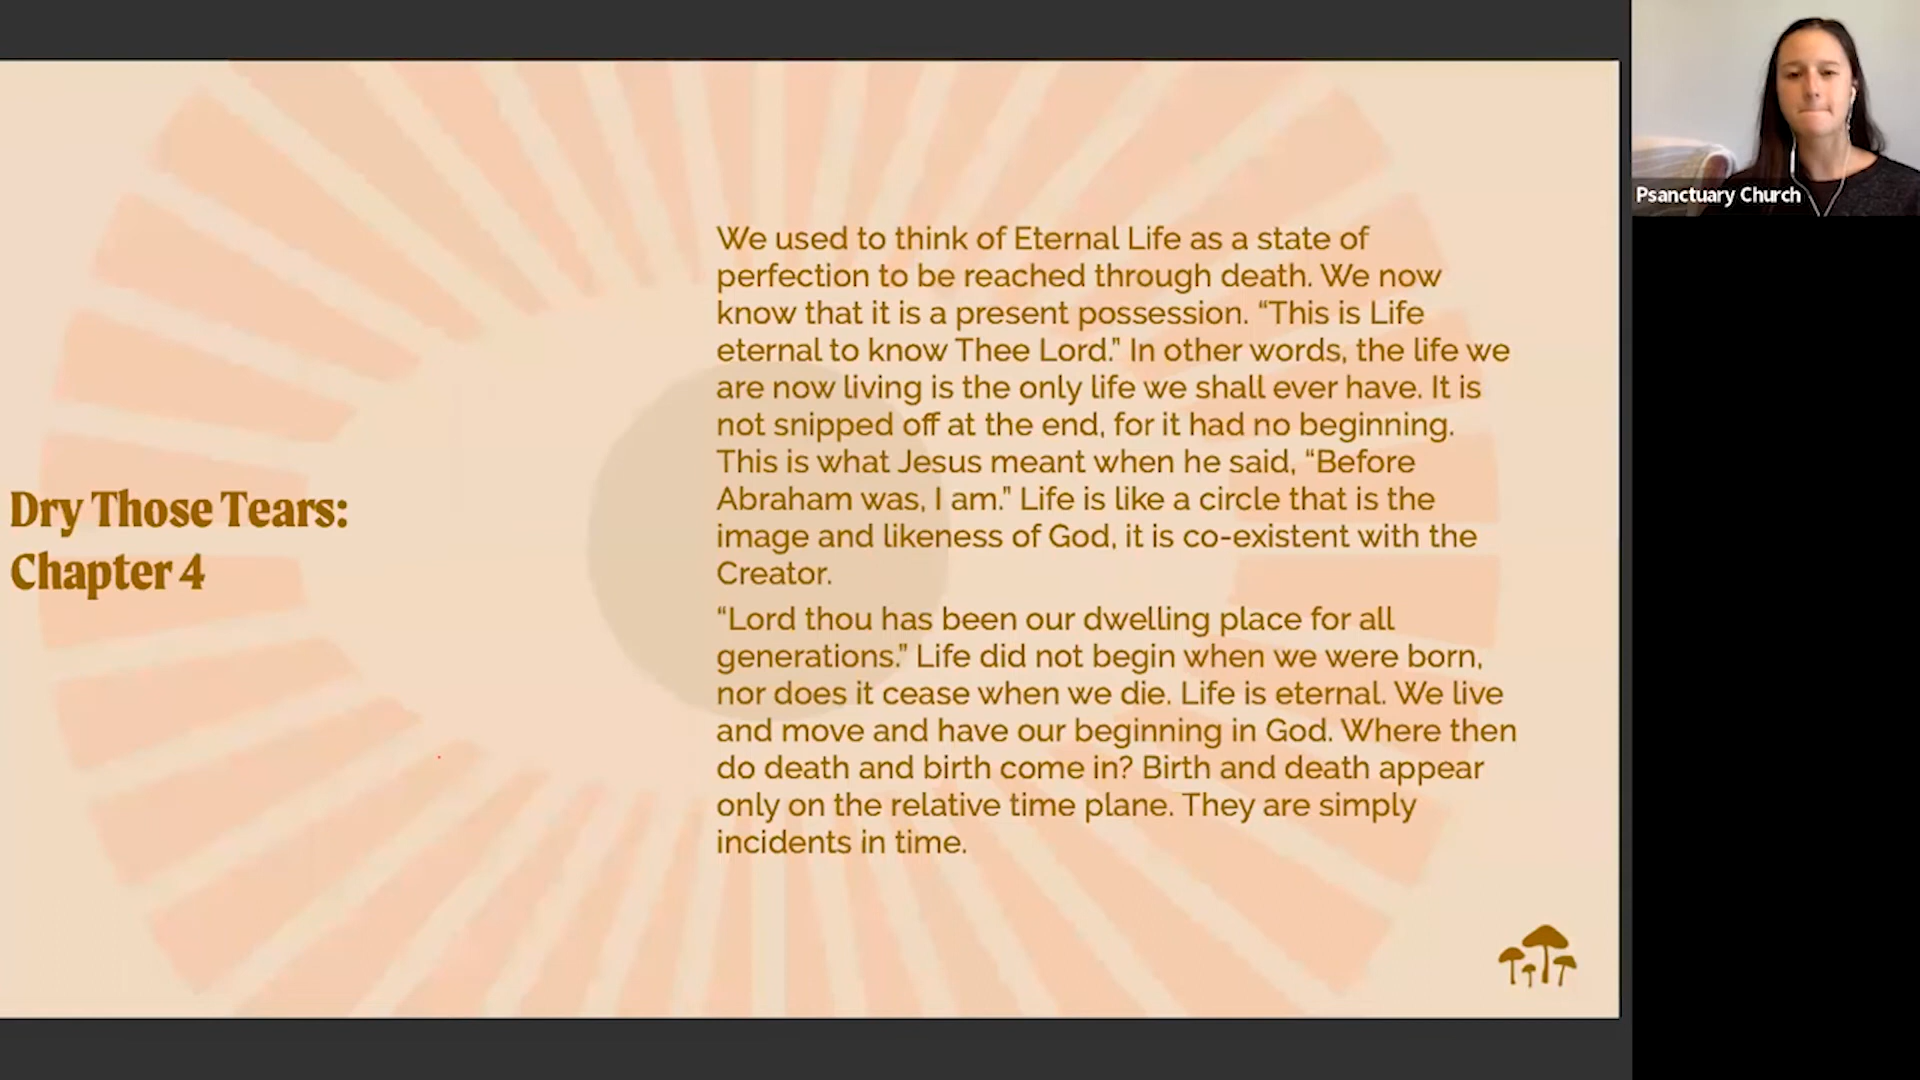 Dry Those Tears:
Chapter 4
We used to think of Eternal Life as a state of
perfection to be reached through death. We now
know that it is a present possession. “This is Life
eternal to know Thee Lord.” In other words, the life we
are now living is the only life we shall ever have. It is
not snipped off at the end, for it had no beginning.
This is what Jesus meant when he said, “Before
Abraham was, I am.” Life is like a circle that is the
image and likeness of God, it is co-existent with the
Creator.
“Lord thou has been our dwelling place for all
generations.” Life did not begin when we were born,
nor does it cease when we die. Life is eternal. We live
and move and have our beginning in God. Where then
do death and birth come in? Birth and death appear
only on the relative time plane. They are simply
incidents in time.
Psanctuary Church